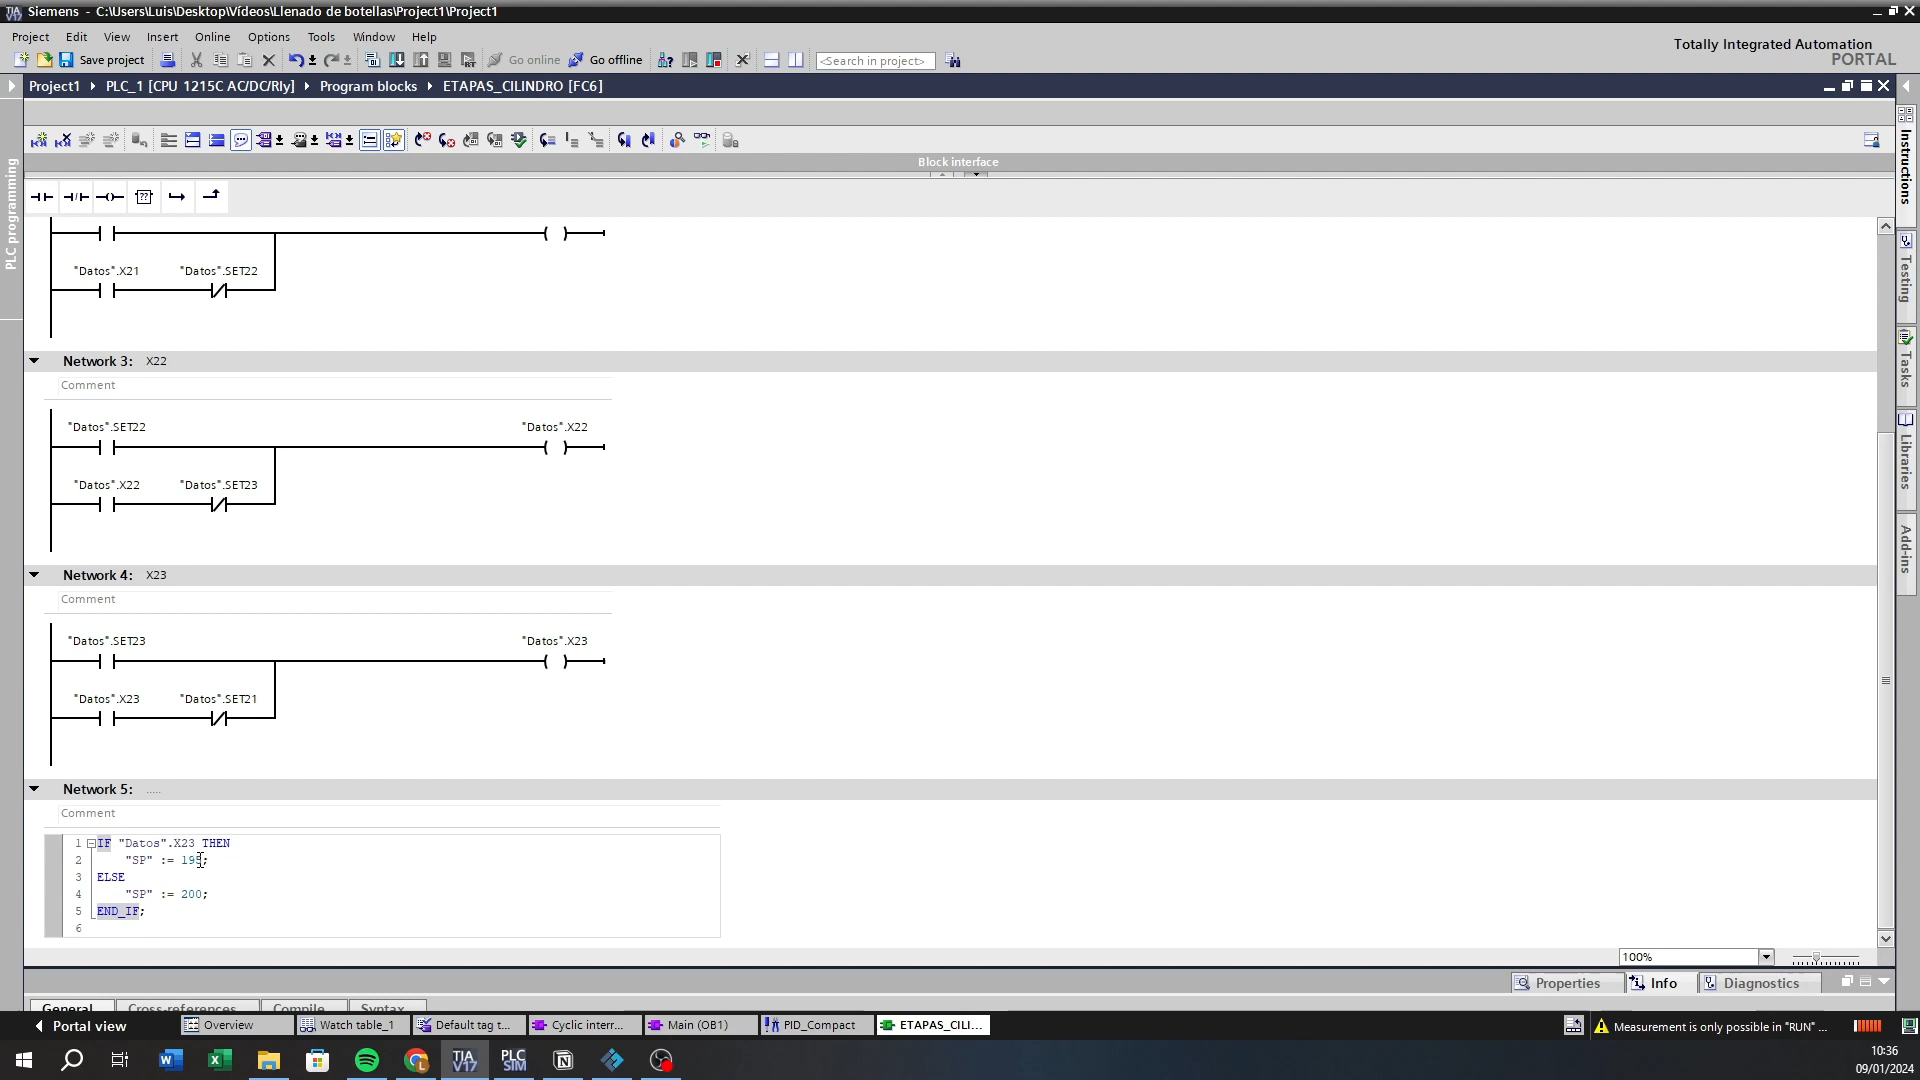 Siemens - C:\Users\Luis\Desktop\Vídeos\Llenado de botellas\Project1\Project1
Project Edit View Insert Online Options Tools Window Help
Totally Integrated Automation
PORTAL
Save project
Go online
Go offline
<Search in project>
Project1 PLC_1 [CPU 1215C AC/DC/Rly] Program blocks ETAPAS_CILINDRO [FC6]
Block interface
??
PLC programming
Instructions
Testing
Tasks
Libraries
Add-ins
"Datos".X21 "Datos".SET22
Network 3: X22
Comment
"Datos".SET22 "Datos".X22
"Datos".X22 "Datos".SET23
Network 4: X23
Comment
"Datos".SET23 "Datos".X23
"Datos".X23 "Datos".SET21
Network 5: .....
Comment
1 IF "Datos".X23 THEN
2 "SP" := 195;
3 ELSE
4 "SP" := 200;
5 END_IF;
6
100%
Properties Info Diagnostics
General Cross-references Compile Syntax
Portal view Overview Watch table_1 Default tag t... Cyclic interr... Main (OB1) PID_Compact ETAPAS_CILI... Measurement is only possible in "RUN" ...
TIA V17
PLC SIM
10:36
09/01/2024